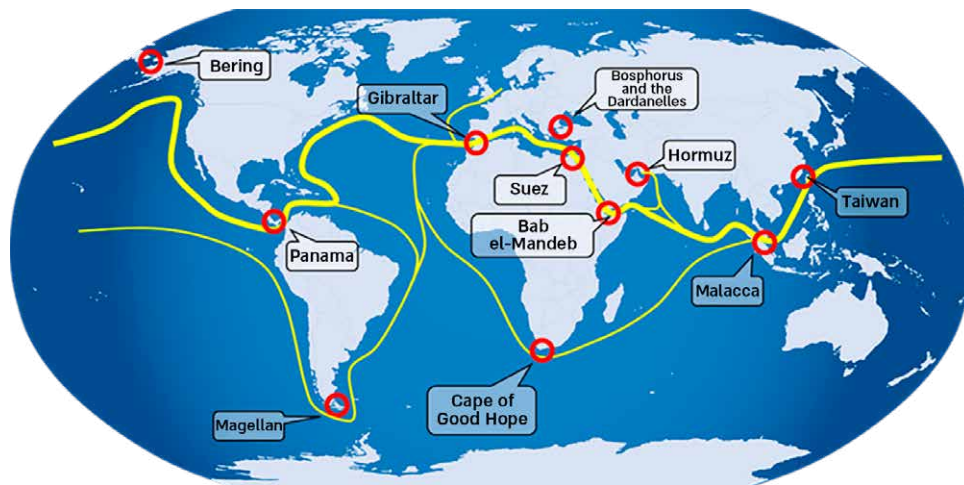 Bering
Gibraltar
Bosphorus
and the
Dardanelles
Hormuz
Suez
Taiwan
Bab
el-Mandeb
Panama
Malacca
Cape of
Good Hope
Magellan